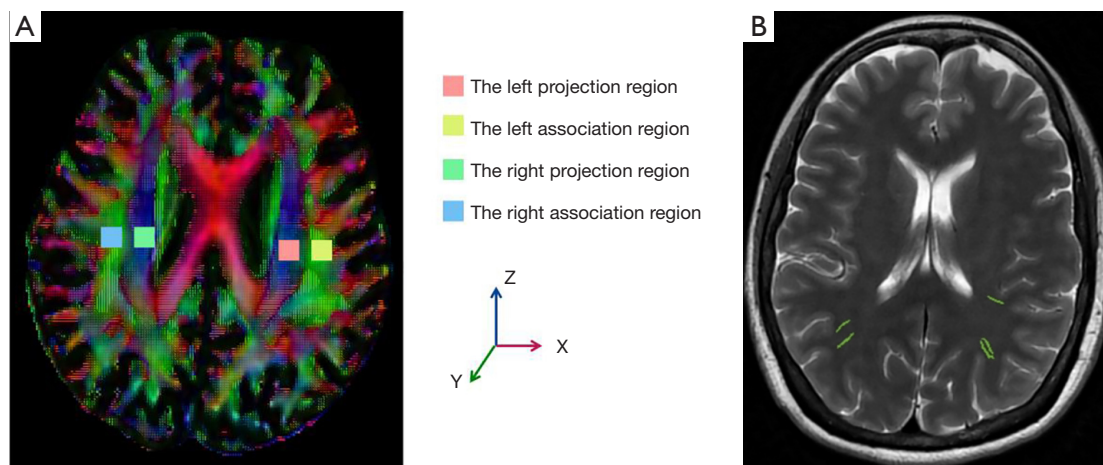 A
B
The left projection region
The left association region
The right projection region
The right association region
Z
X
Y